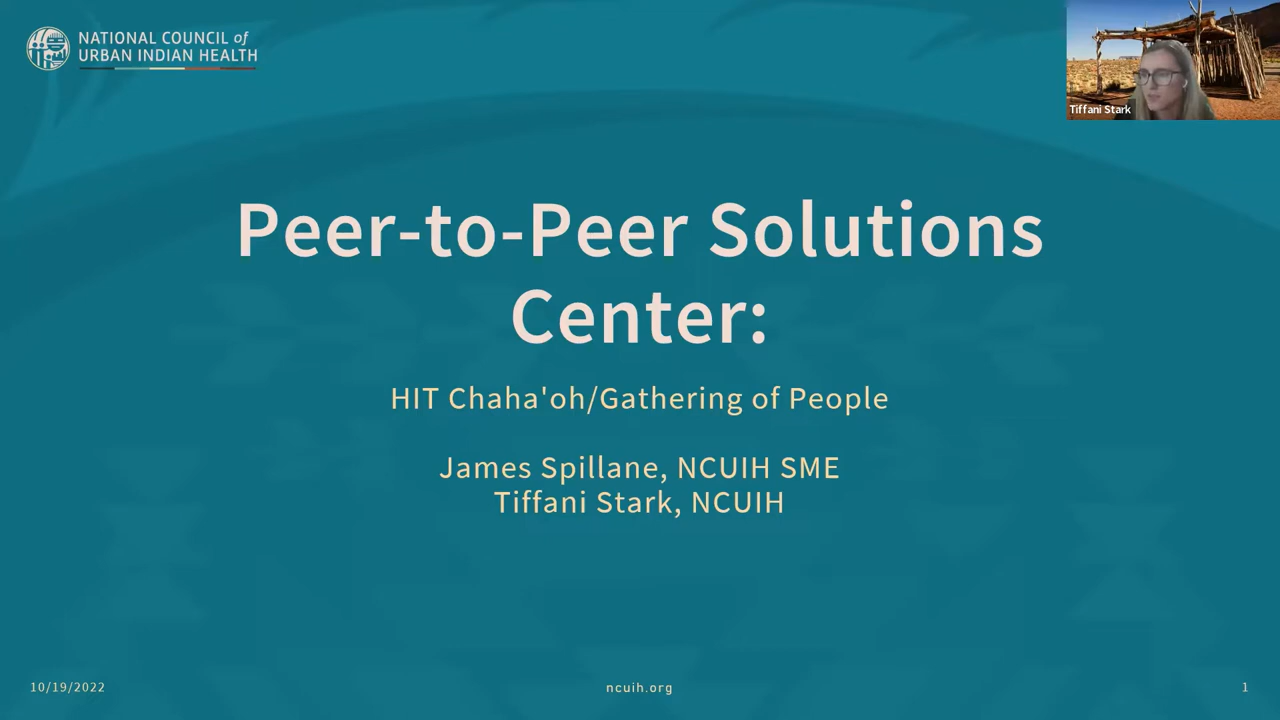 NATIONAL COUNCIL of
URBAN INDIAN HEALTH
Tiffani Stark
Peer-to-Peer Solutions
Center:
HIT Chaha'oh/Gathering of People
James Spillane, NCUIH SME
Tiffani Stark, NCUIH
10/19/2022
ncuih.org
1